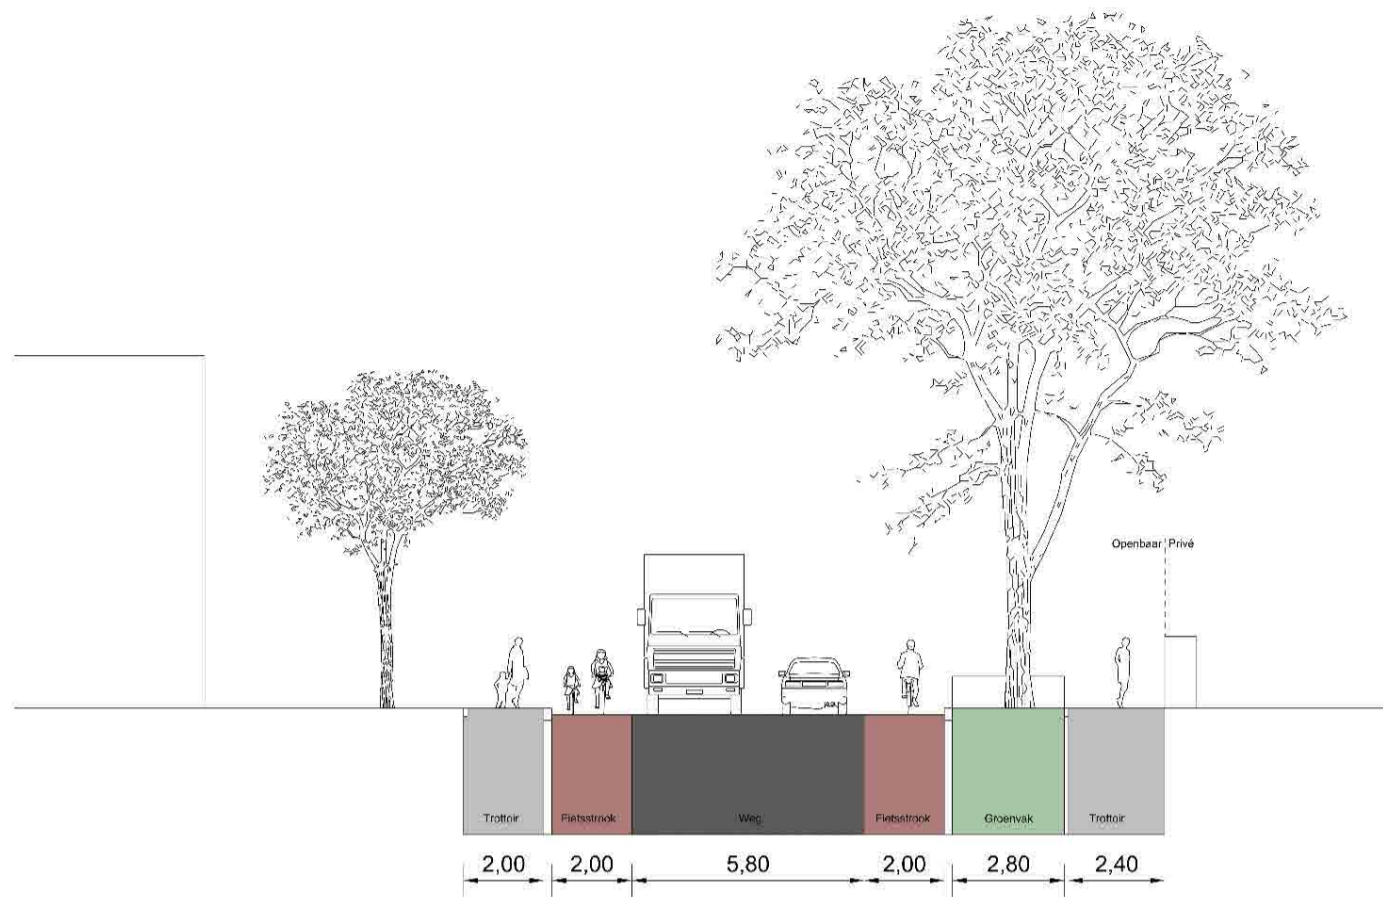 Openbaar Privé
Trottoir Fietsstrook Weg Fietsstrook Groenvak Trottoir
2,00 2,00 5,80 2,00 2,80 2,40